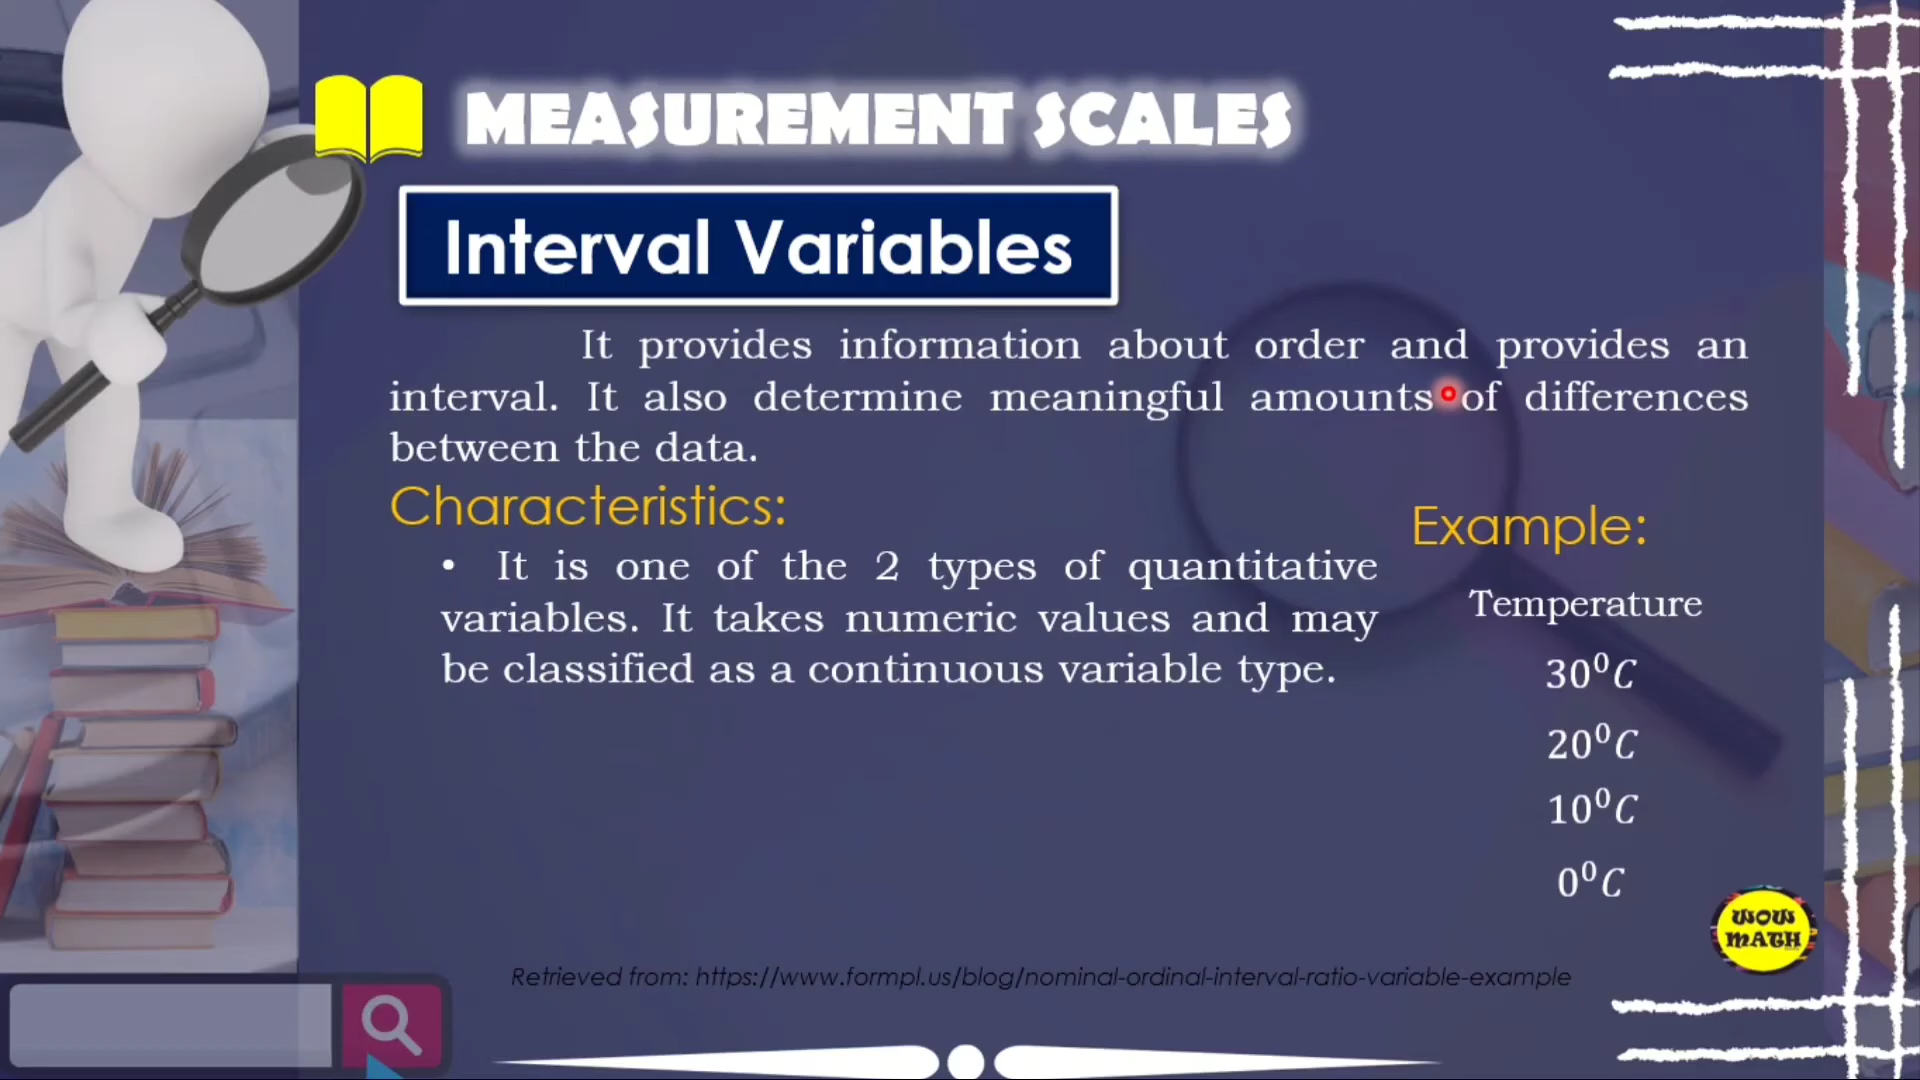 MEASUREMENT SCALES
Interval Variables
It provides information about order and provides an
interval. It also determine meaningful amounts of differences
between the data.
Characteristics:
• It is one of the 2 types of quantitative
variables. It takes numeric values and may
be classified as a continuous variable type.
Example:
Temperature
30⁰C
20⁰C
10⁰C
0⁰C
WOW
MATH
Retrieved from: https://www.formpl.us/blog/nominal-ordinal-interval-ratio-variable-example